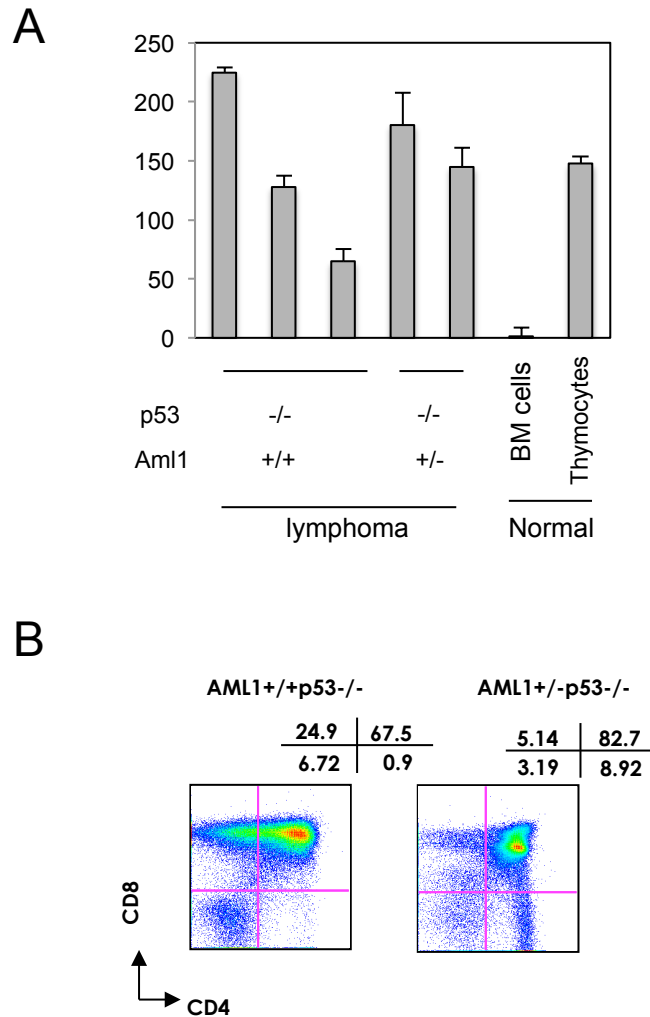 A
250
200
150
100
50
0
p53 -/- -/-
Aml1 +/+ +/-
BM cells
Thymocytes
lymphoma Normal
B
AML1+/+p53-/- AML1+/-p53-/-
24.9 67.5 5.14 82.7
6.72 0.9 3.19 8.92
CD8
CD4